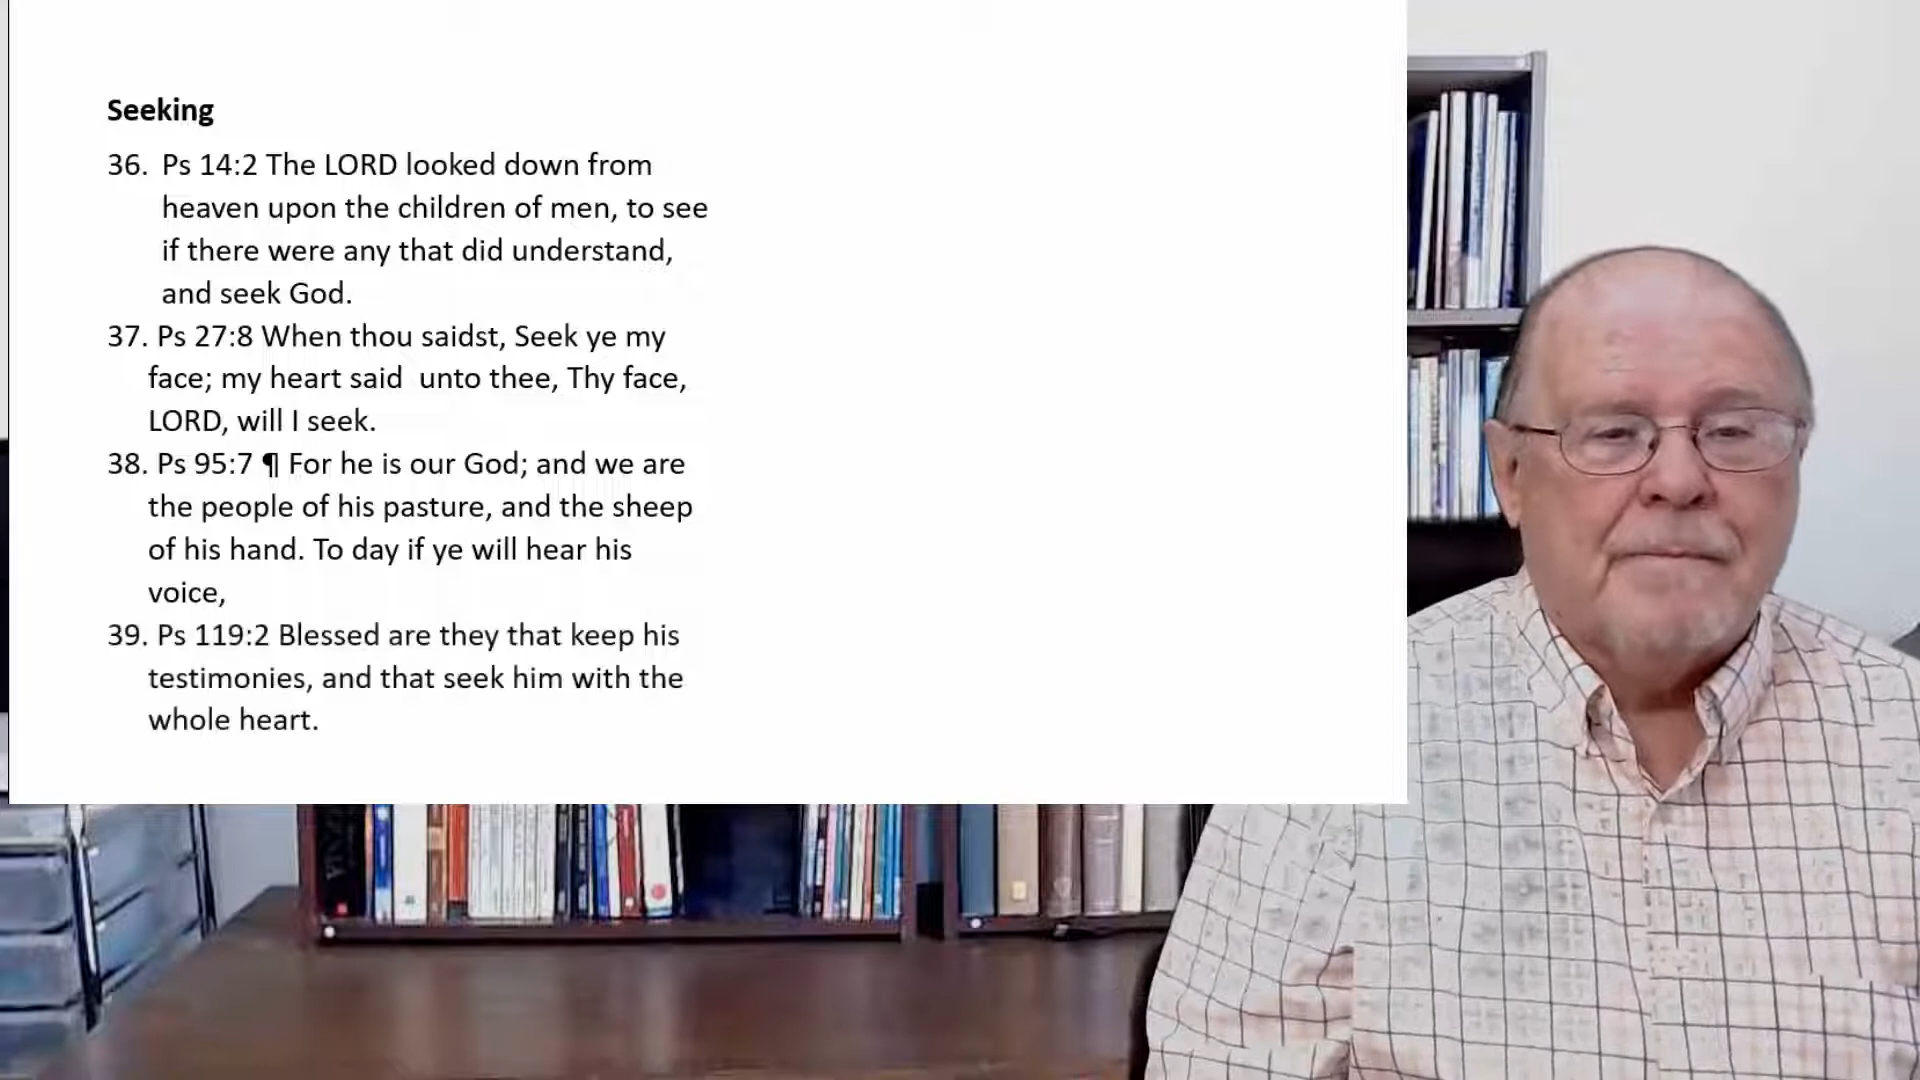 Seeking
36. Ps 14:2 The LORD looked down from
heaven upon the children of men, to see
if there were any that did understand,
and seek God.
37. Ps 27:8 When thou saidst, Seek ye my
face; my heart said  unto thee, Thy face,
LORD, will I seek.
38. Ps 95:7 ¶ For he is our God; and we are
the people of his pasture, and the sheep
of his hand. To day if ye will hear his
voice,
39. Ps 119:2 Blessed are they that keep his
testimonies, and that seek him with the
whole heart.